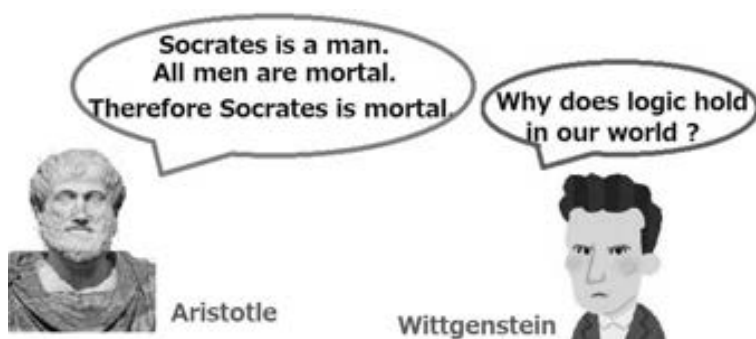 Socrates is a man.
All men are mortal.
Therefore Socrates is mortal.
Why does logic hold
in our world ?
Aristotle
Wittgenstein